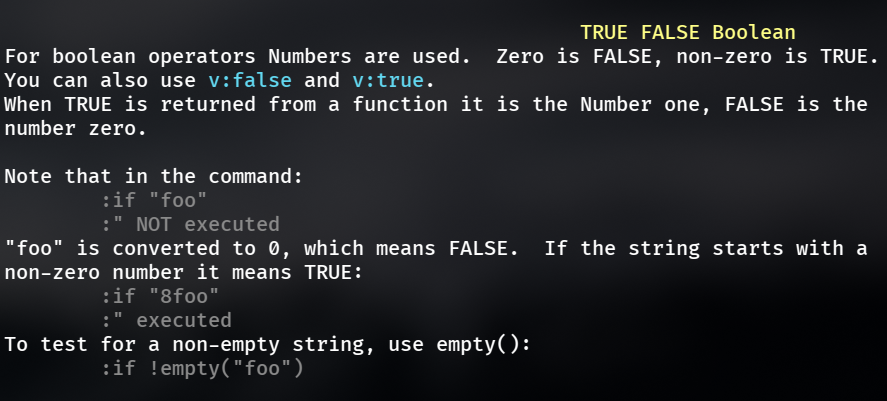 TRUE FALSE Boolean
For boolean operators Numbers are used.  Zero is FALSE, non-zero is TRUE.
You can also use v:false and v:true.
When TRUE is returned from a function it is the Number one, FALSE is the
number zero.

Note that in the command:
        :if "foo"
        :" NOT executed
"foo" is converted to 0, which means FALSE.  If the string starts with a
non-zero number it means TRUE:
        :if "8foo"
        :" executed
To test for a non-empty string, use empty():
        :if !empty("foo")